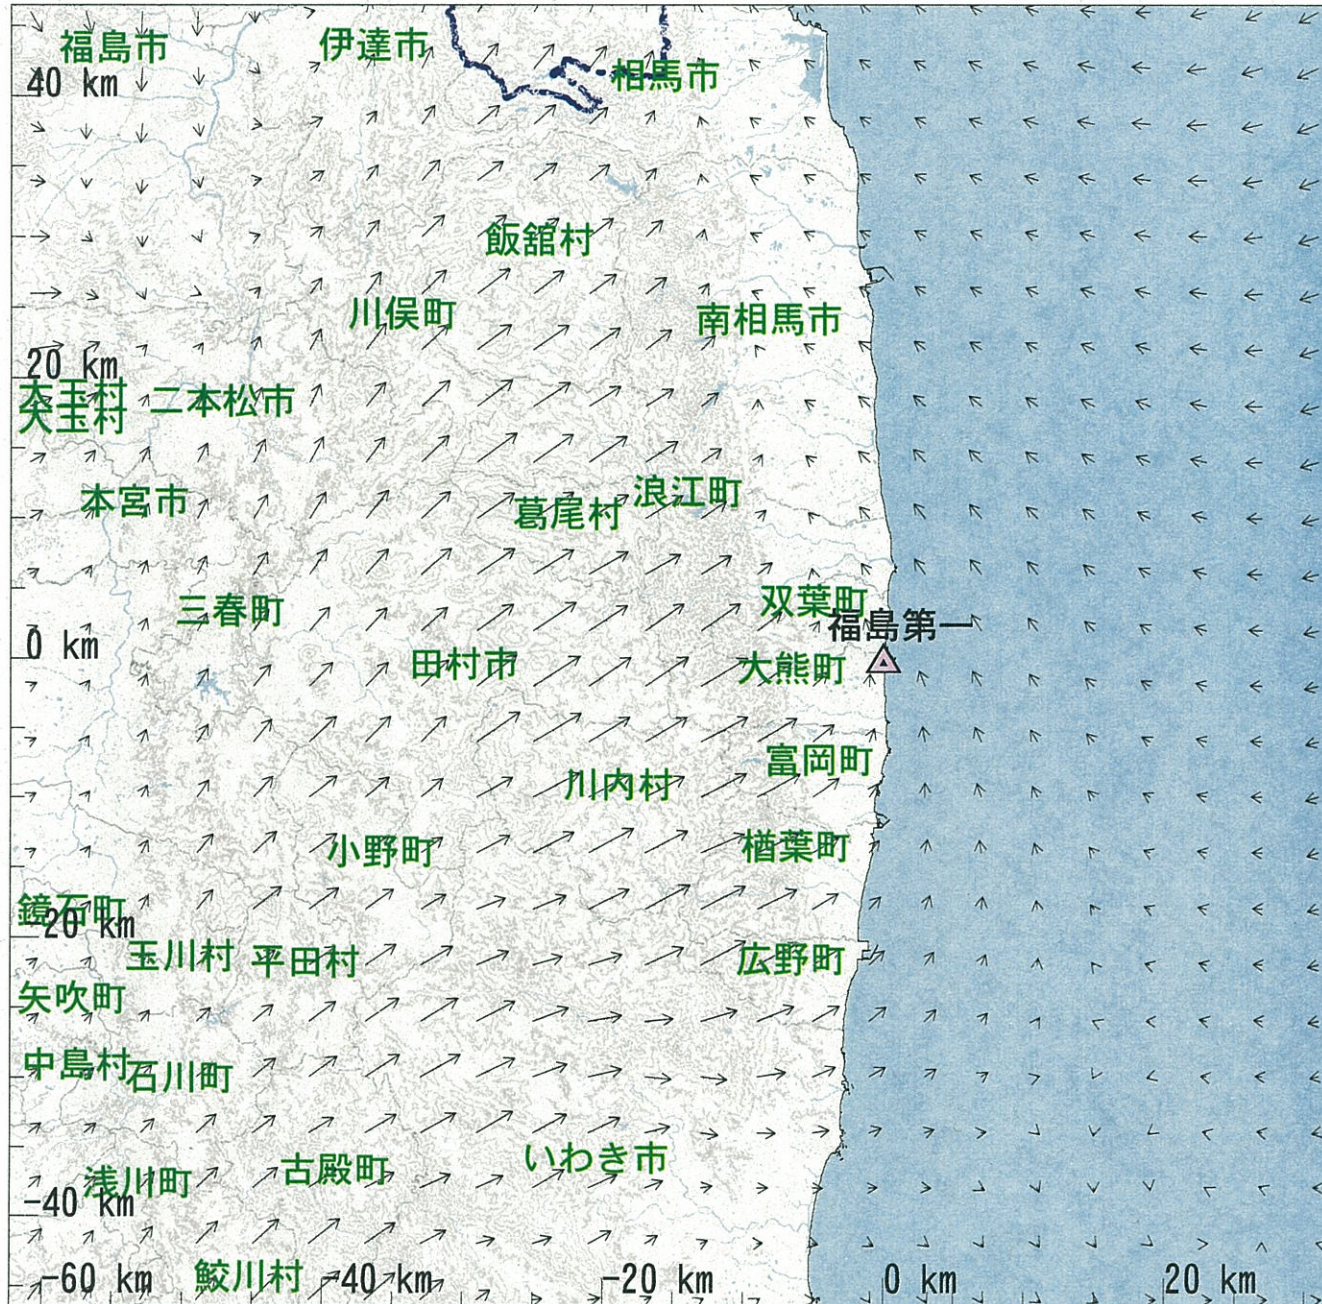 福島市
伊達市
40 km
相馬市
飯舘村
川俣町
南相馬市
20 km
大玉村
大玉村
二本松市
本宮市
浪江町
葛尾村
三春町
双葉町
福島第一
0 km
田村市
大熊町
富岡町
川内村
小野町
楢葉町
鏡石町
-20 km
玉川村
平田村
広野町
矢吹町
中島村
石川町
いわき市
浅川町
古殿町
-40 km
鮫川村
-60 km
-40 km
-20 km
0 km
20 km